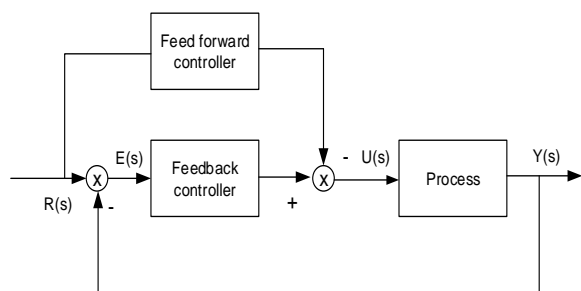 Feed forward
controller
E(s)
Feedback
controller
- U(s)
Process
Y(s)
X
X
R(s)
-
+